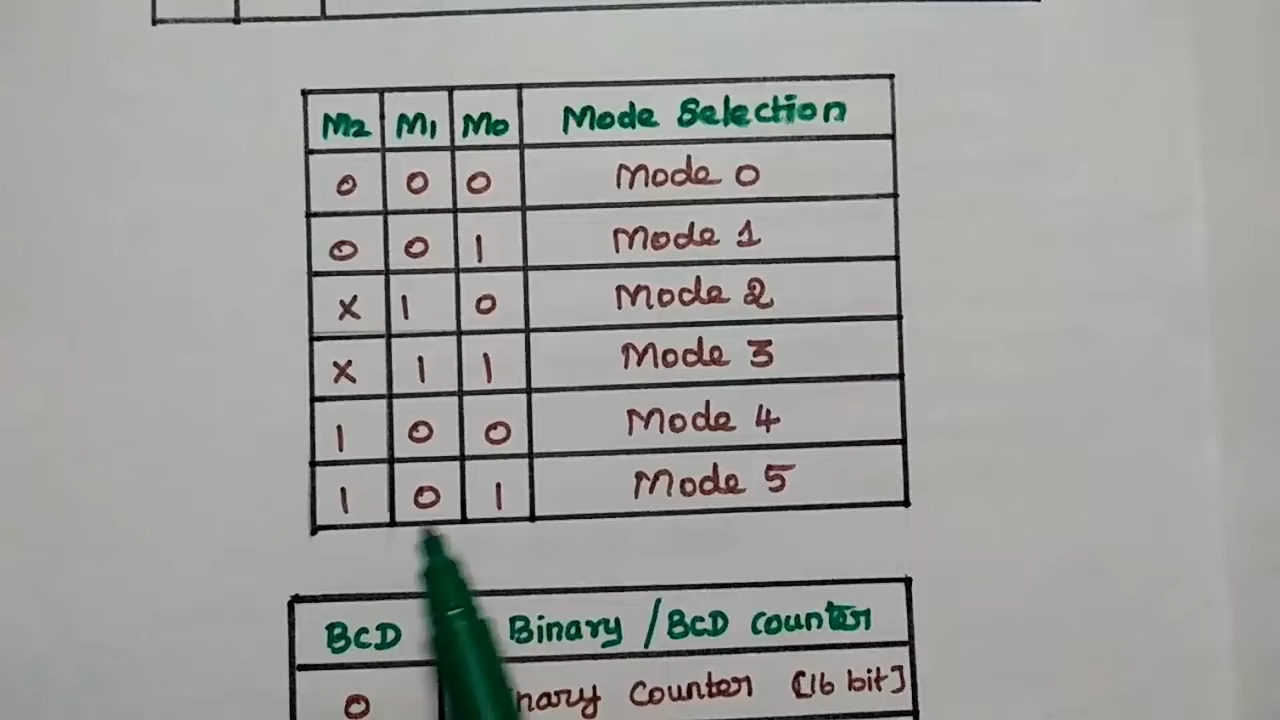 M2 M1 M0 Mode Selection
0 0 0 Mode 0
0 0 1 Mode 1
X 1 0 Mode 2
X 1 1 Mode 3
1 0 0 Mode 4
1 0 1 Mode 5
BCD Binary / BCD counter
0 counter [16 bit]